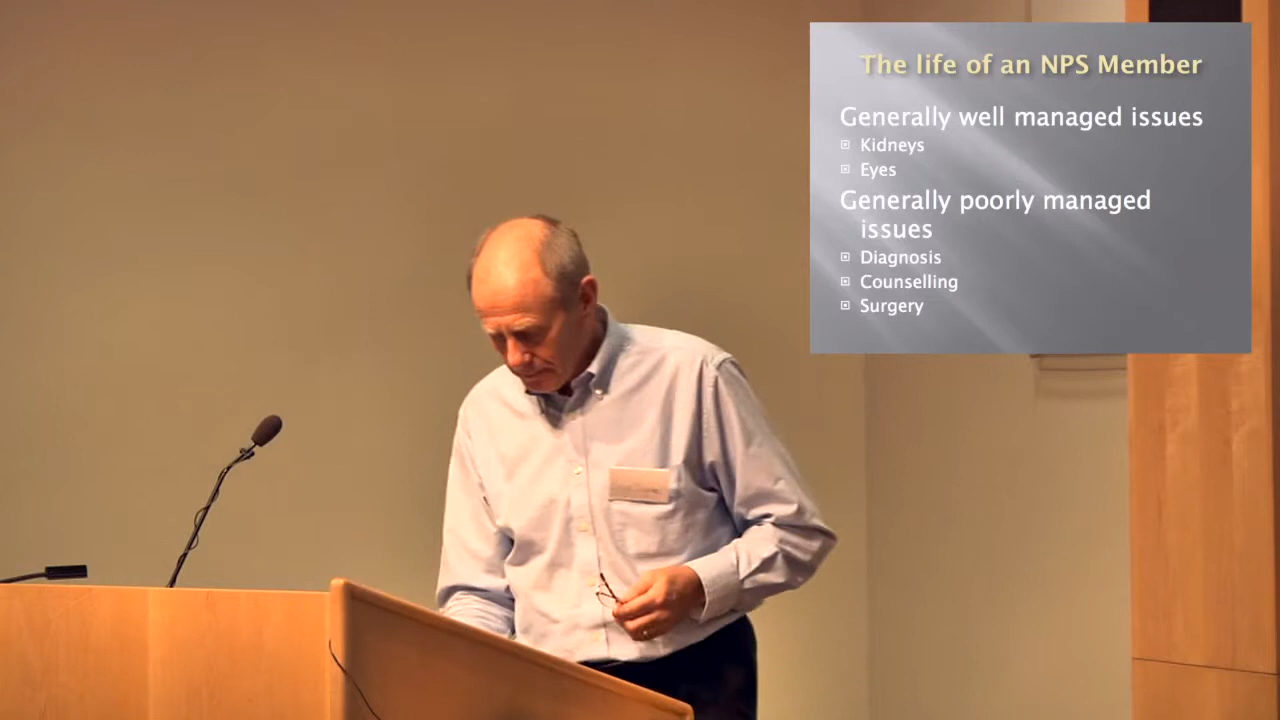 The life of an NPS Member
Generally well managed issues
Kidneys
Eyes
Generally poorly managed
issues
Diagnosis
Counselling
Surgery